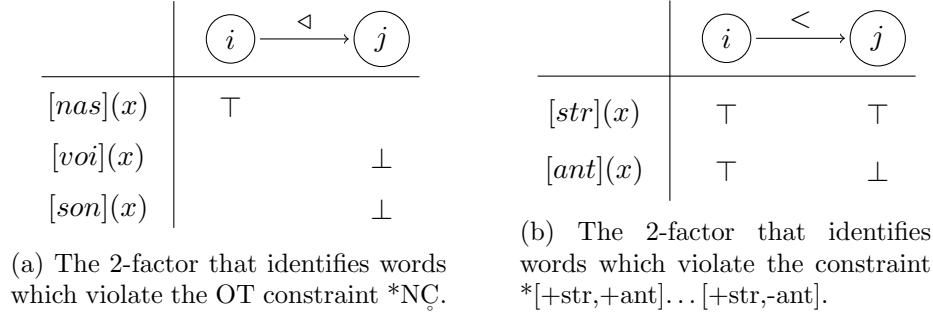 i ◁ j
[nas](x) ⊤
[voi](x) ⊥
[son](x) ⊥
(a) The 2-factor that identifies words
which violate the OT constraint *NC̥.
i < j
[str](x) ⊤ ⊤
[ant](x) ⊤ ⊥
(b) The 2-factor that identifies
words which violate the constraint
*[+str,+ant]. . . [+str,-ant].